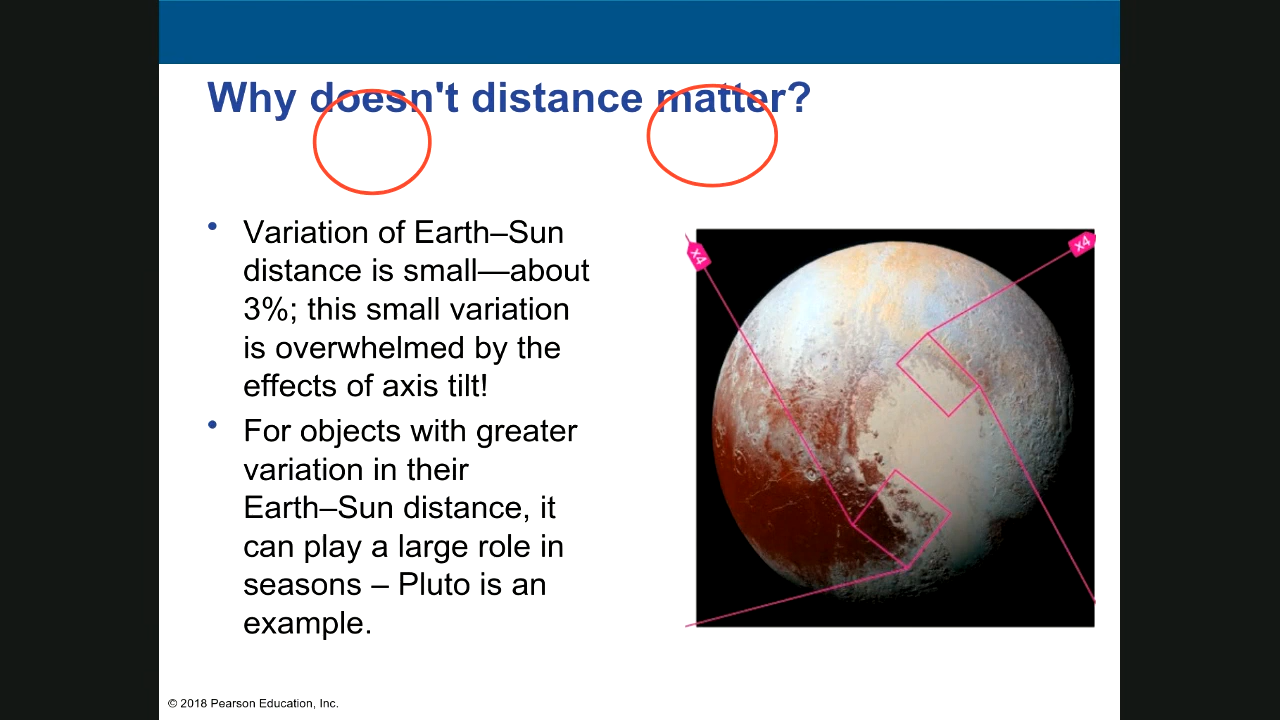 Why doesn't distance matter?
• Variation of Earth–Sun
distance is small—about
3%; this small variation
is overwhelmed by the
effects of axis tilt!
• For objects with greater
variation in their
Earth–Sun distance, it
can play a large role in
seasons – Pluto is an
example.
x4
x4
© 2018 Pearson Education, Inc.